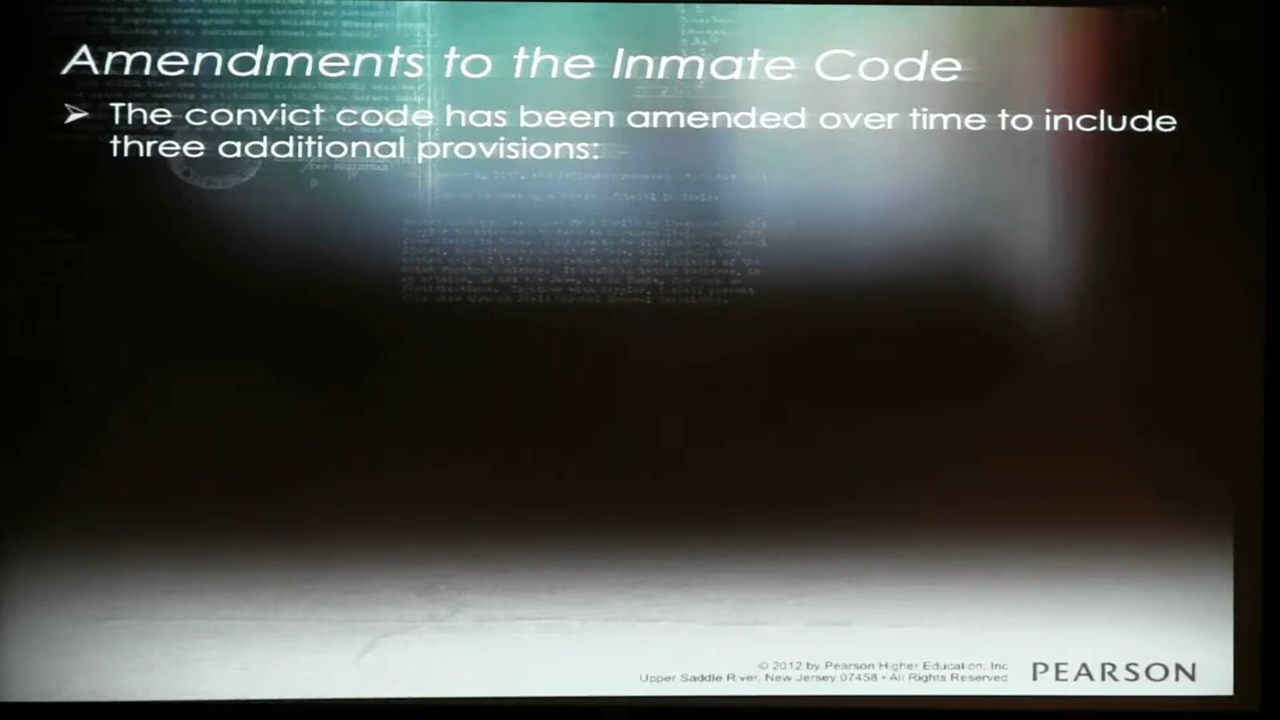 Amendments to the Inmate Code
➢ The convict code has been amended over time to include
three additional provisions:
© 2012 by Pearson Higher Education, Inc
Upper Saddle River, New Jersey 07458 • All Rights Reserved
PEARSON